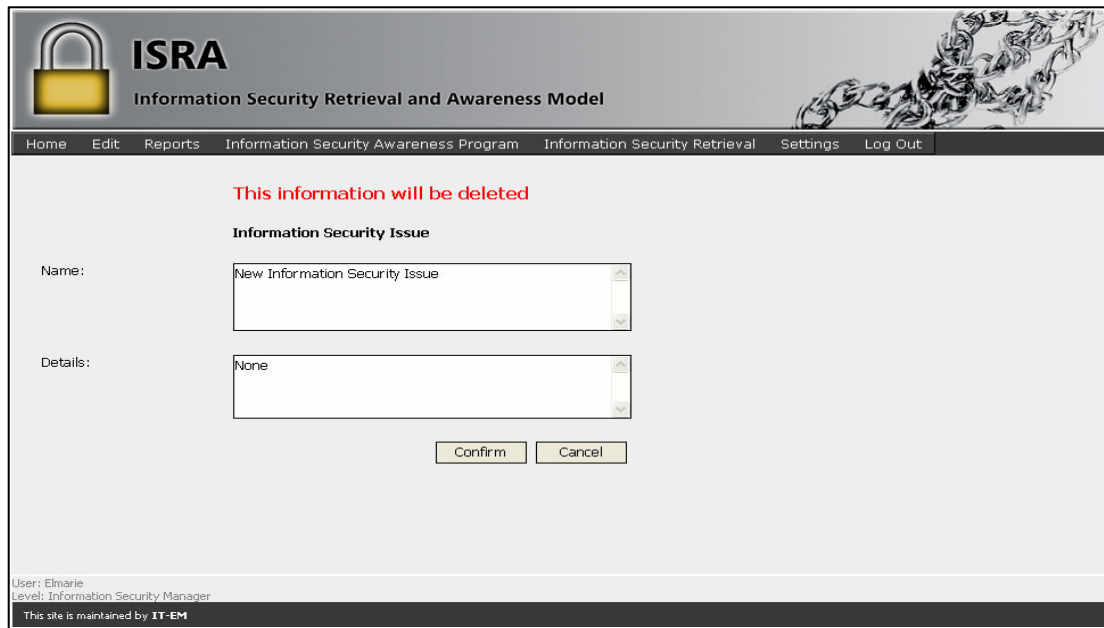 ISRA
Information Security Retrieval and Awareness Model
Home Edit Reports Information Security Awareness Program Information Security Retrieval Settings Log Out
This information will be deleted
Information Security Issue
Name:
New Information Security Issue
Details:
None
Confirm Cancel
User: Elmarie
Level: Information Security Manager
This site is maintained by IT-EM